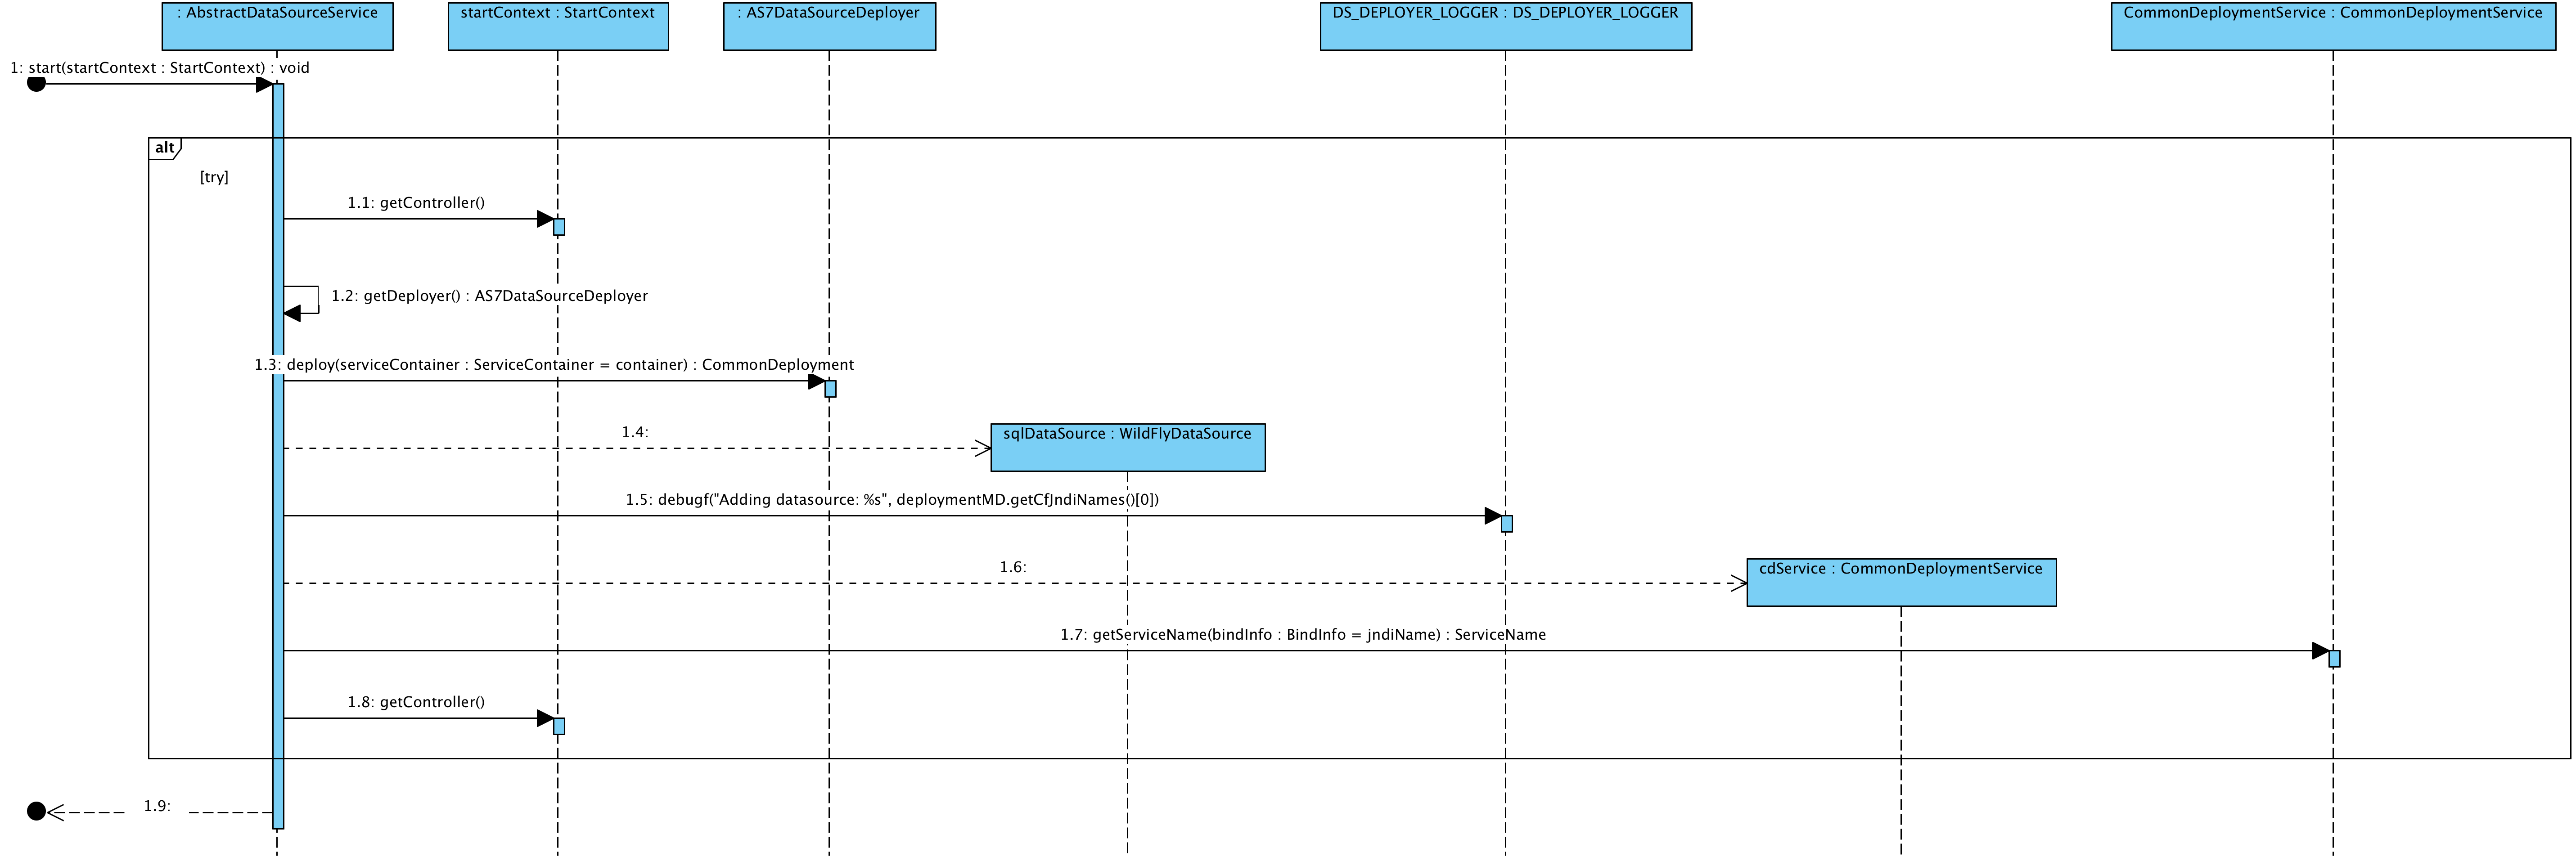 : AbstractDataSourceService
startContext : StartContext
: AS7DataSourceDeployer
DS_DEPLOYER_LOGGER : DS_DEPLOYER_LOGGER
CommonDeploymentService : CommonDeploymentService
1: start(startContext : StartContext) : void
alt
[try]
1.1: getController()
1.2: getDeployer() : AS7DataSourceDeployer
1.3: deploy(serviceContainer : ServiceContainer = container) : CommonDeployment
1.4:
sqlDataSource : WildFlyDataSource
1.5: debugf("Adding datasource: %s", deploymentMD.getCfJndiNames()[0])
1.6:
cdService : CommonDeploymentService
1.7: getServiceName(bindInfo : BindInfo = jndiName) : ServiceName
1.8: getController()
1.9: